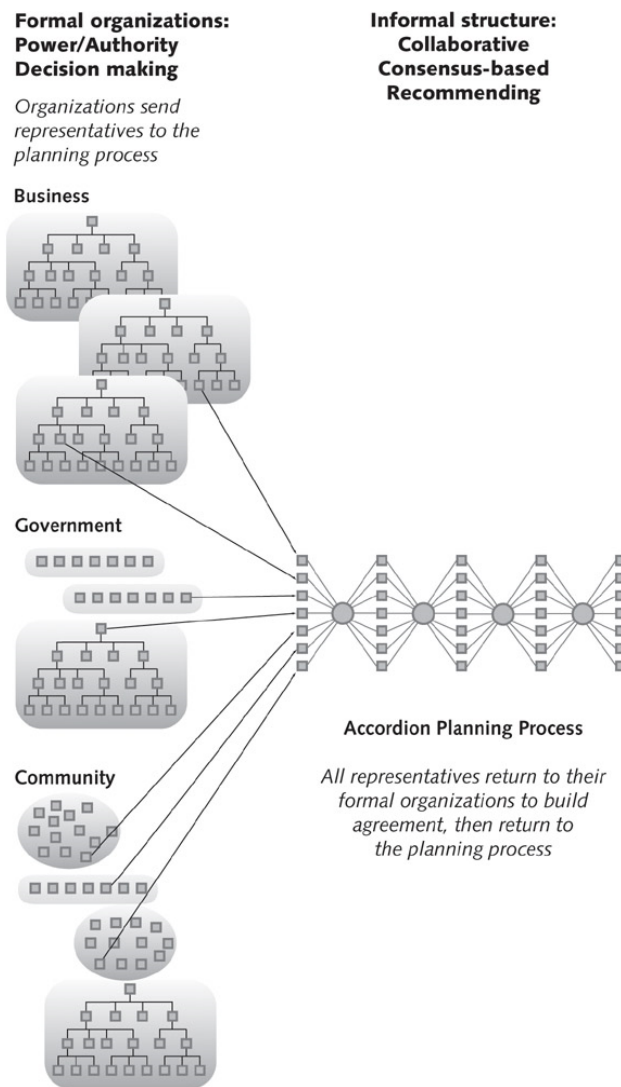 Formal organizations:
Power/Authority
Decision making
Organizations send
representatives to the
planning process
Informal structure:
Collaborative
Consensus-based
Recommending
Business
Government
Community
Accordion Planning Process
All representatives return to their
formal organizations to build
agreement, then return to
the planning process